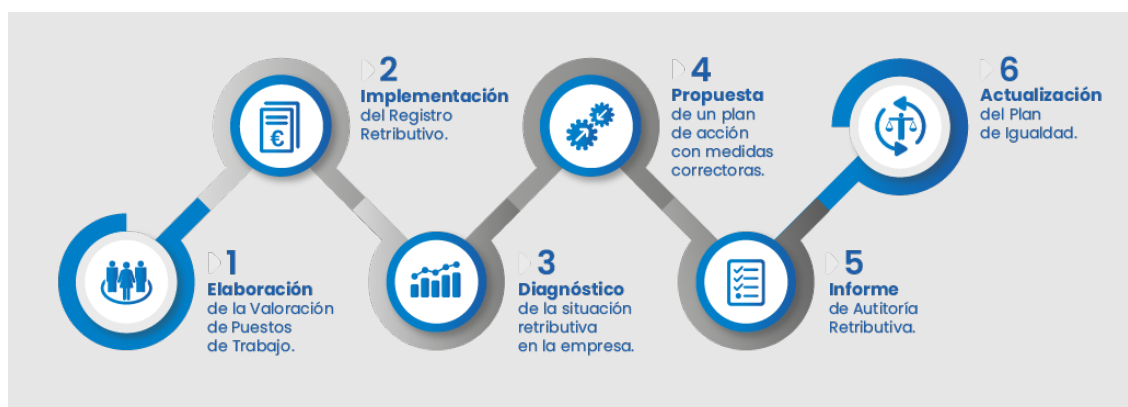 1
Elaboración
de la Valoración
de Puestos
de Trabajo.
2
Implementación
del Registro
Retributivo.
€
3
Diagnóstico
de la situación
retributiva
en la empresa.
4
Propuesta
de un plan
de acción
con medidas
correctoras.
5
Informe
de Autitoría
Retributiva.
6
Actualización
del Plan
de Igualdad.